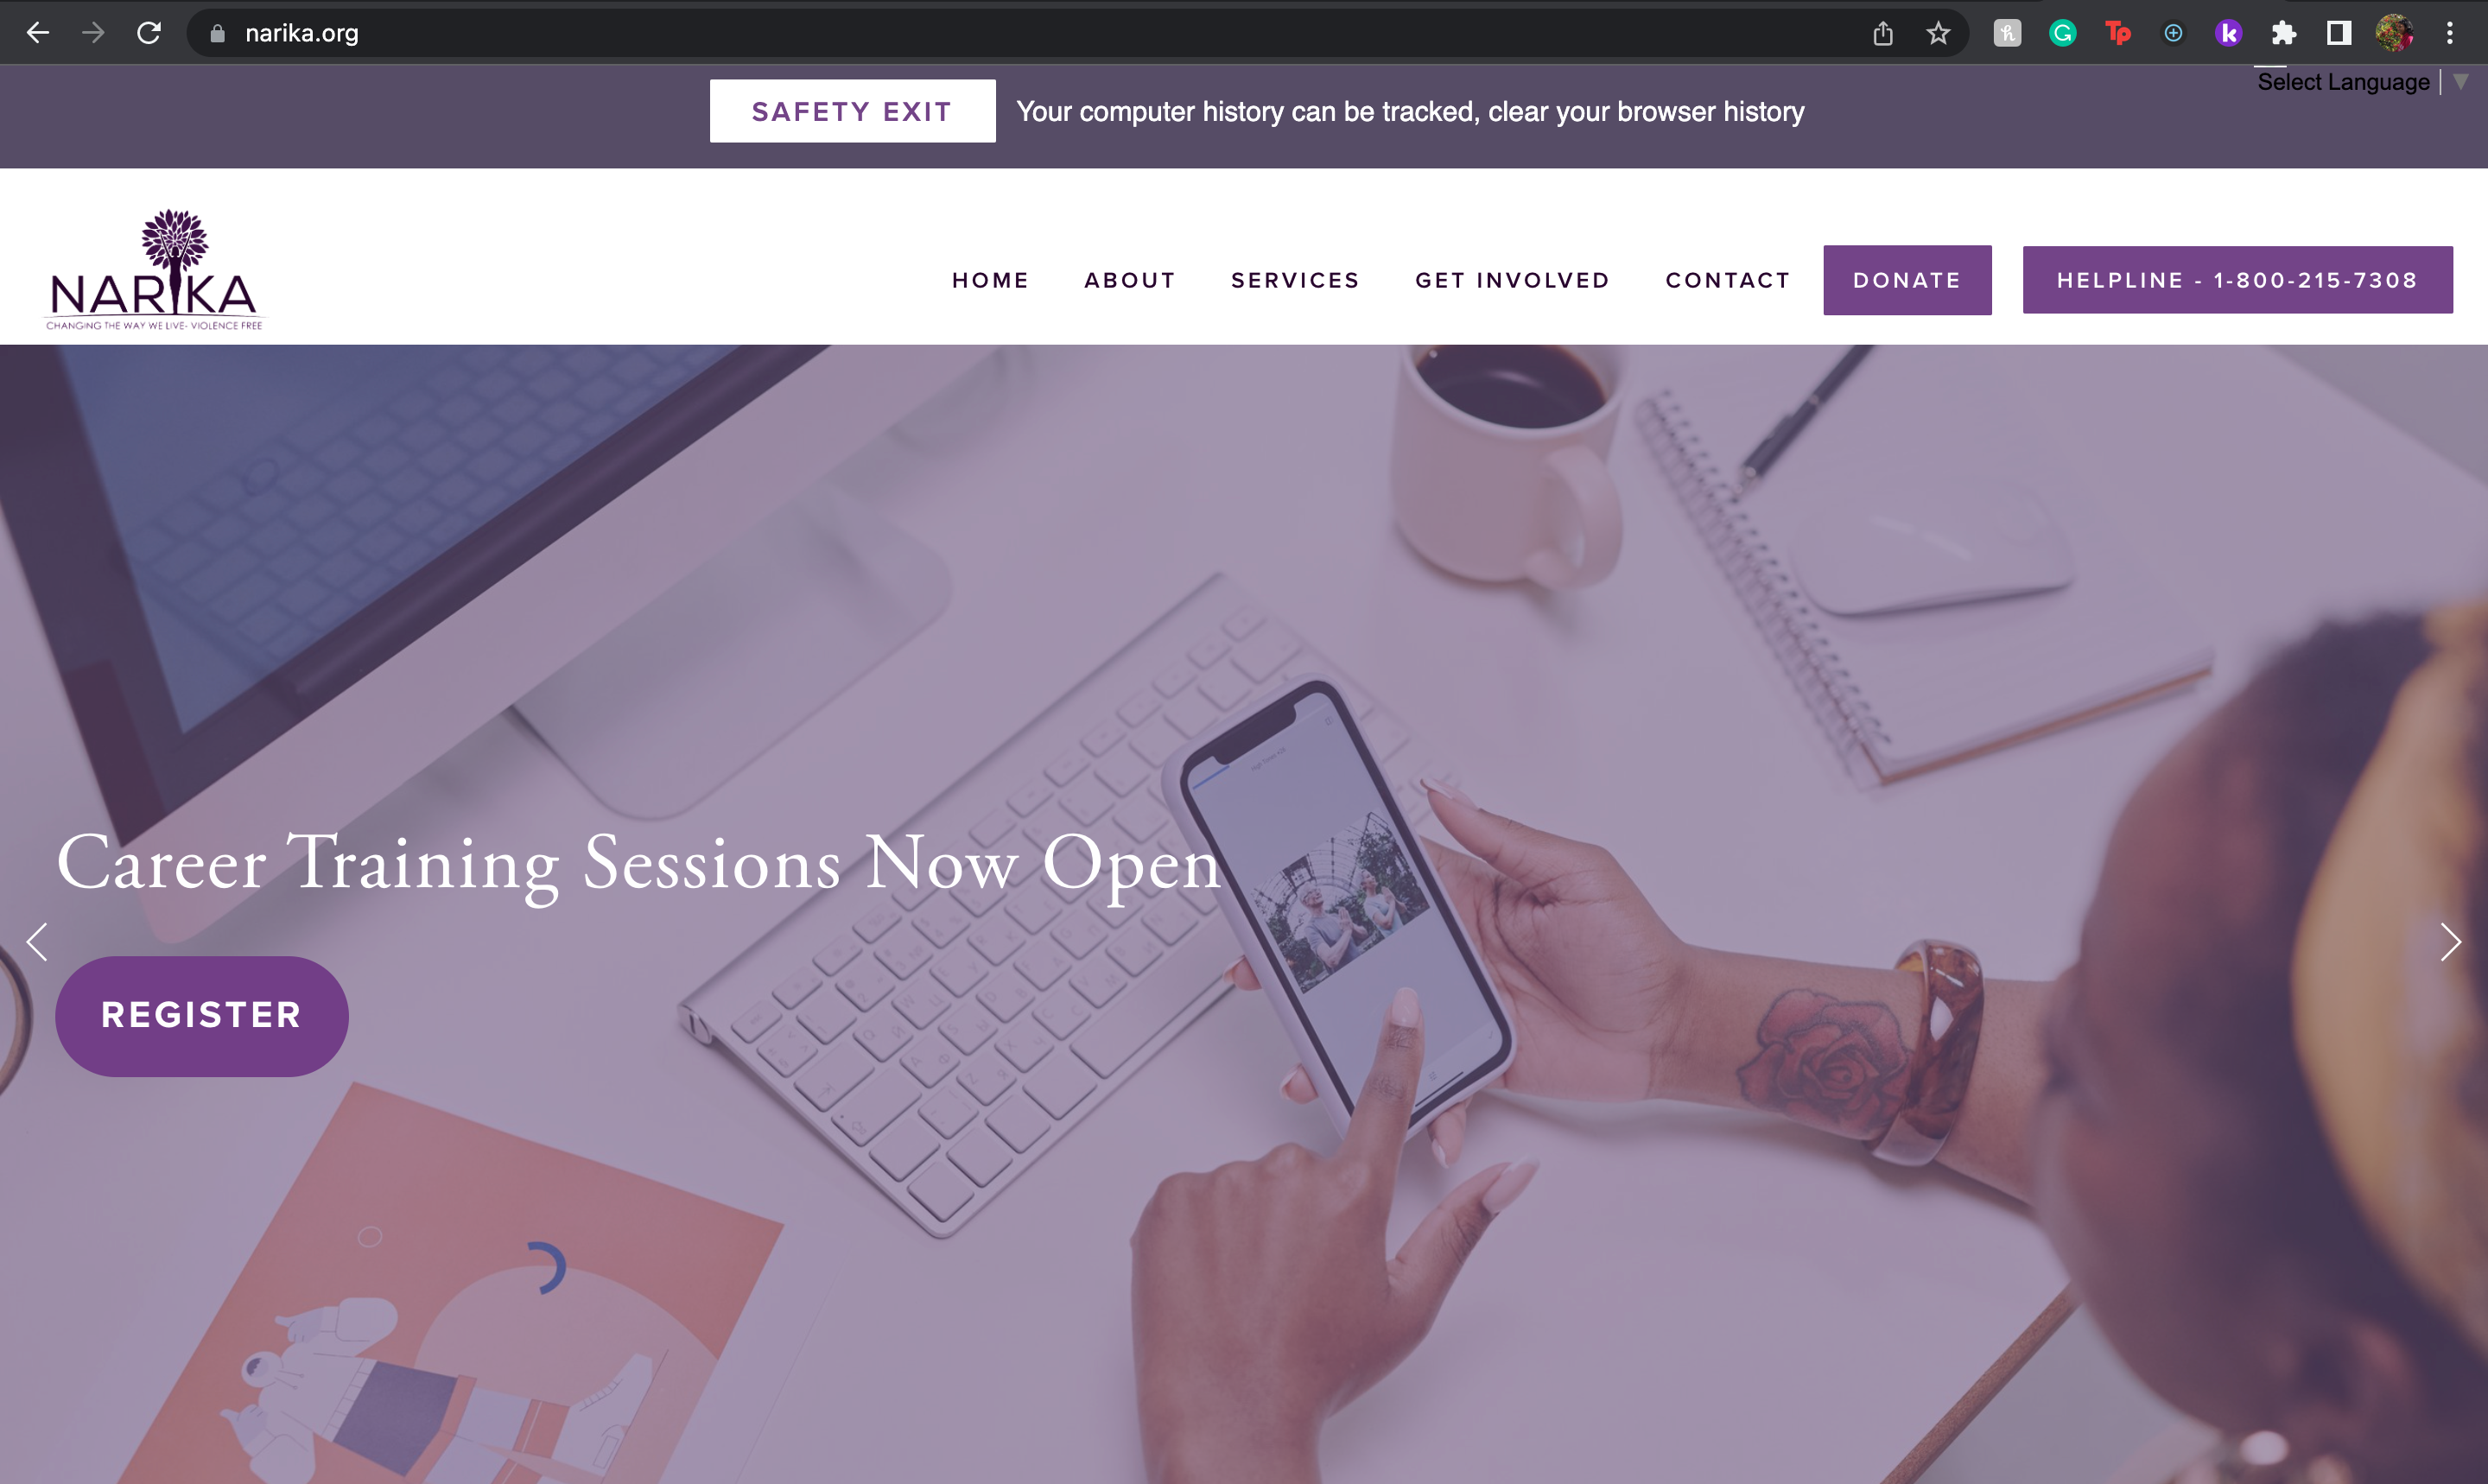 narika.org
Select Language
SAFETY EXIT Your computer history can be tracked, clear your browser history
NARIKA
CHANGING THE WAY WE LIVE- VIOLENCE FREE
HOME ABOUT SERVICES GET INVOLVED CONTACT DONATE HELPLINE - 1-800-215-7308
Career Training Sessions Now Open
REGISTER